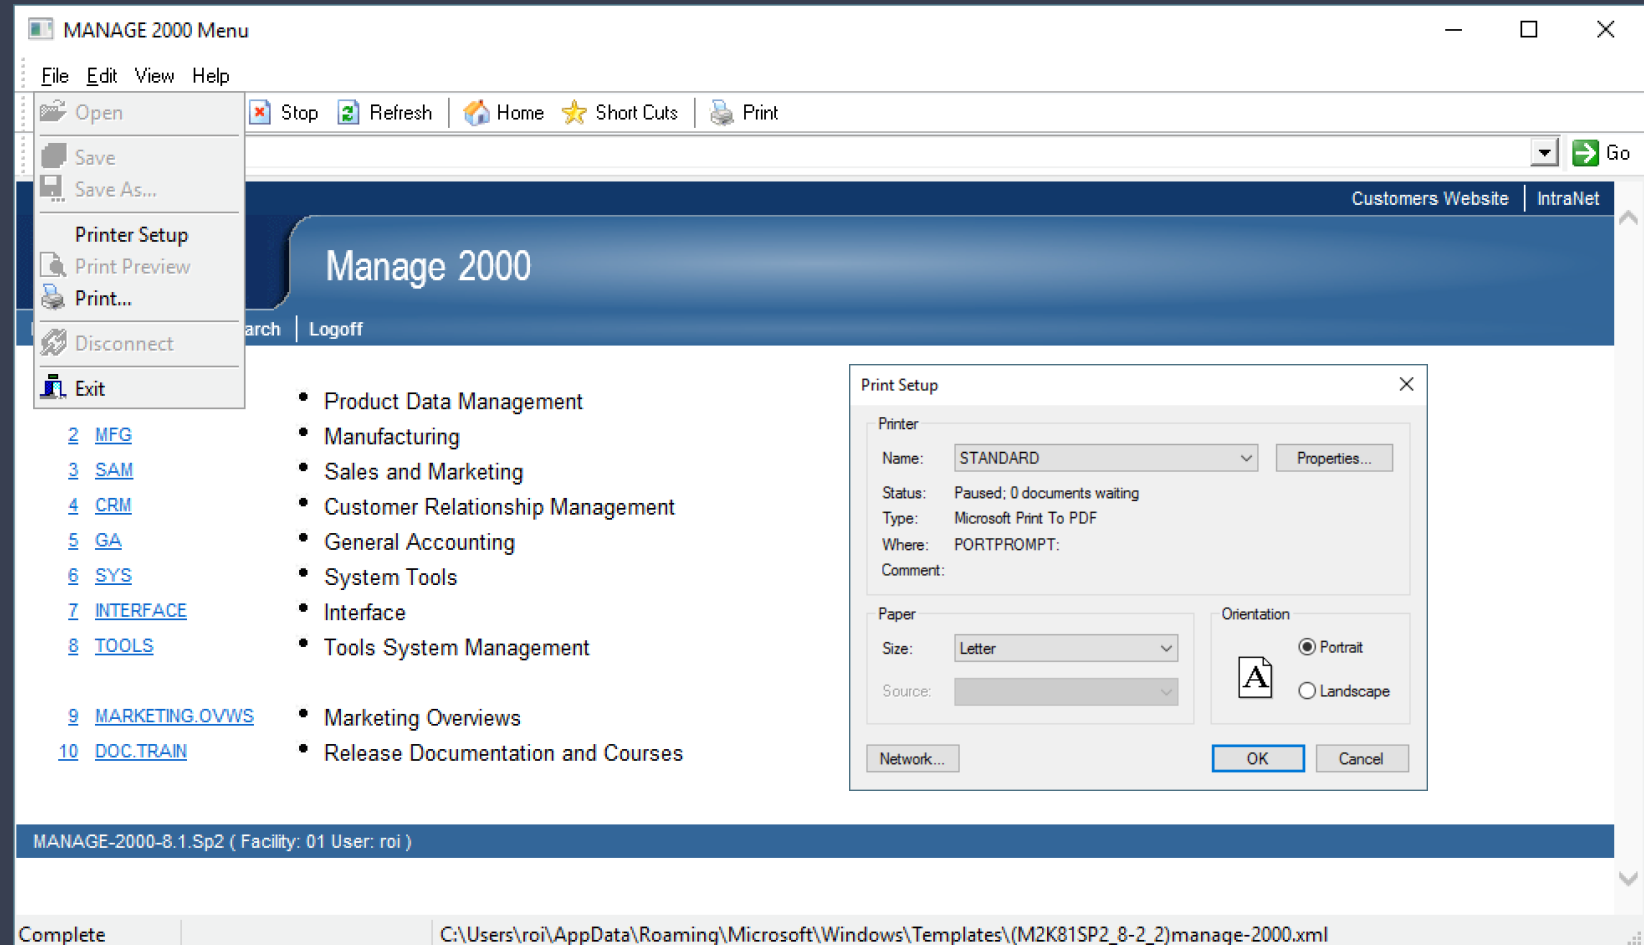 MANAGE 2000 Menu
File Edit View Help
Open
Stop Refresh Home Short Cuts Print
Save
Save As...
Go
Printer Setup
Print Preview
Print...
Disconnect
Exit
Customers Website IntraNet
Manage 2000
arch Logoff
Product Data Management
2 MFG Manufacturing
3 SAM Sales and Marketing
4 CRM Customer Relationship Management
5 GA General Accounting
6 SYS System Tools
7 INTERFACE Interface
8 TOOLS Tools System Management
9 MARKETING.OVWS Marketing Overviews
10 DOC.TRAIN Release Documentation and Courses
Print Setup
Printer
Name: STANDARD Properties...
Status: Paused; 0 documents waiting
Type: Microsoft Print To PDF
Where: PORTPROMPT:
Comment:
Paper
Size: Letter
Source:
Orientation
A
Portrait
Landscape
Network... OK Cancel
MANAGE-2000-8.1.Sp2 ( Facility: 01 User: roi )
Complete C:\Users\roi\AppData\Roaming\Microsoft\Windows\Templates\(M2K81SP2_8-2_2)manage-2000.xml